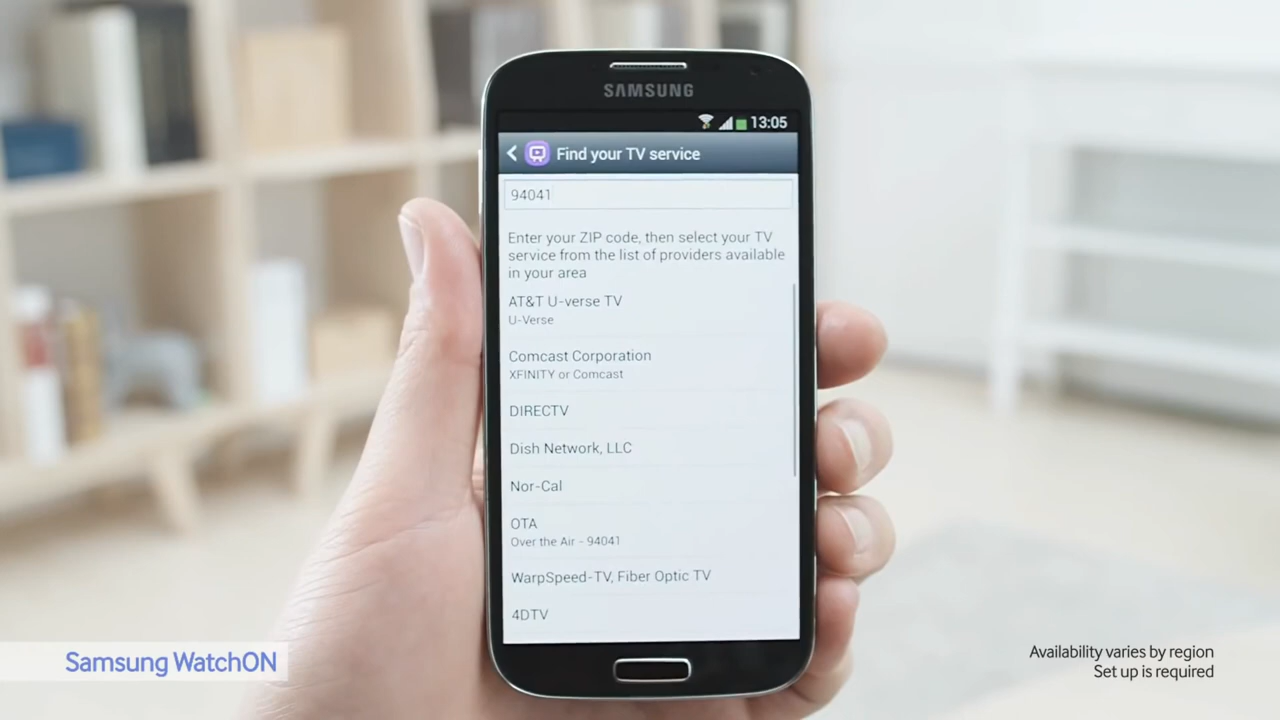 SAMSUNG
13:05
Find your TV service
94041
Enter your ZIP code, then select your TV
service from the list of providers available
in your area
AT&T U-verse TV
U-Verse
Comcast Corporation
XFINITY or Comcast
DIRECTV
Dish Network, LLC
Nor-Cal
OTA
Over the Air - 94041
WarpSpeed-TV, Fiber Optic TV
4DTV
Samsung WatchON
Availability varies by region
Set up is required